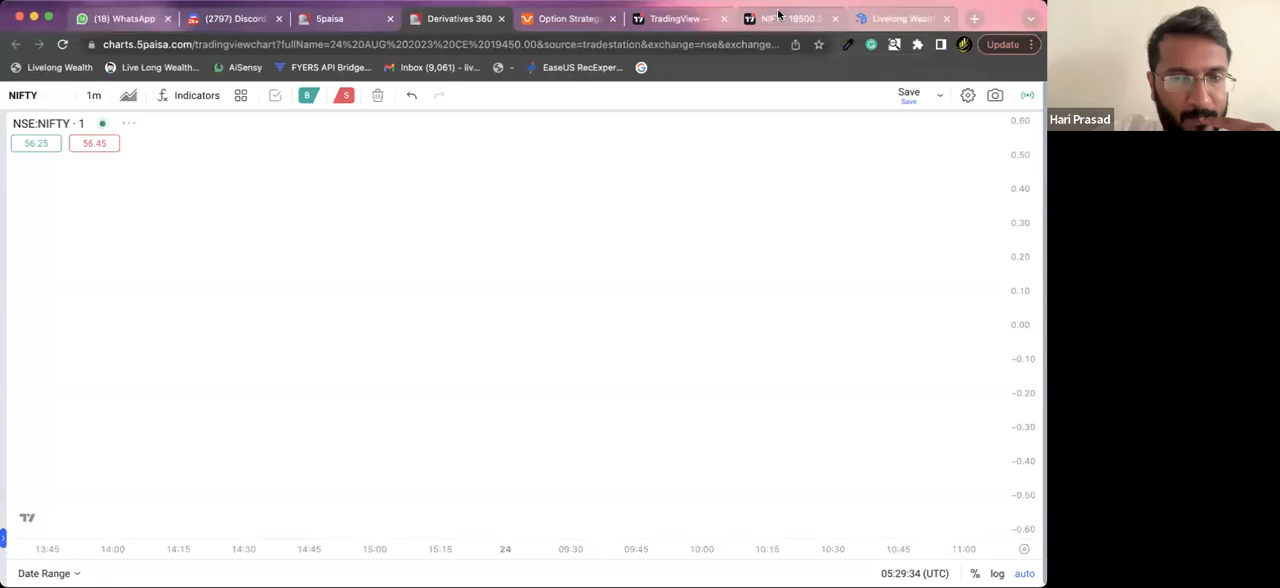 (18) WhatsApp
(2797) Discord
5paisa
Derivatives 360
Option Strateg
TradingView —
NIFTY 19500.2
Livelong Wealt
charts.5paisa.com/tradingviewchart?fullName=24%20AUG%202023%20CE%2019450.00&source=tradestation&exchange=nse&exchange...
Update
Livelong Wealth
Live Long Wealth...
AiSensy
FYERS API Bridge...
Inbox (9,061) - liv...
-
EaseUS RecExper...
NIFTY
1m
Indicators
B
S
Save
Save
NSE:NIFTY · 1
56.25
56.45
0.60
0.50
0.40
0.30
0.20
0.10
0.00
−0.10
−0.20
−0.30
−0.40
−0.50
−0.60
13:45
14:00
14:15
14:30
14:45
15:00
15:15
24
09:30
09:45
10:00
10:15
10:30
10:45
11:00
Date Range
05:29:34 (UTC)
%
log
auto
Hari Prasad